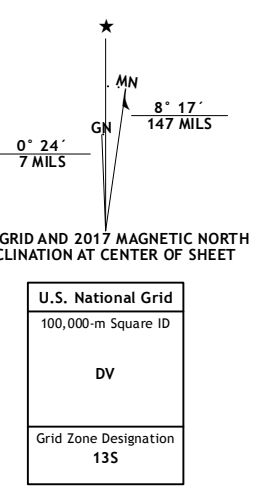 ★
MN
GN
8° 17´
147 MILS
0° 24´
7 MILS
GRID AND 2017 MAGNETIC NORTH
CLINATION AT CENTER OF SHEET
U.S. National Grid
100,000-m Square ID
DV
Grid Zone Designation
13S